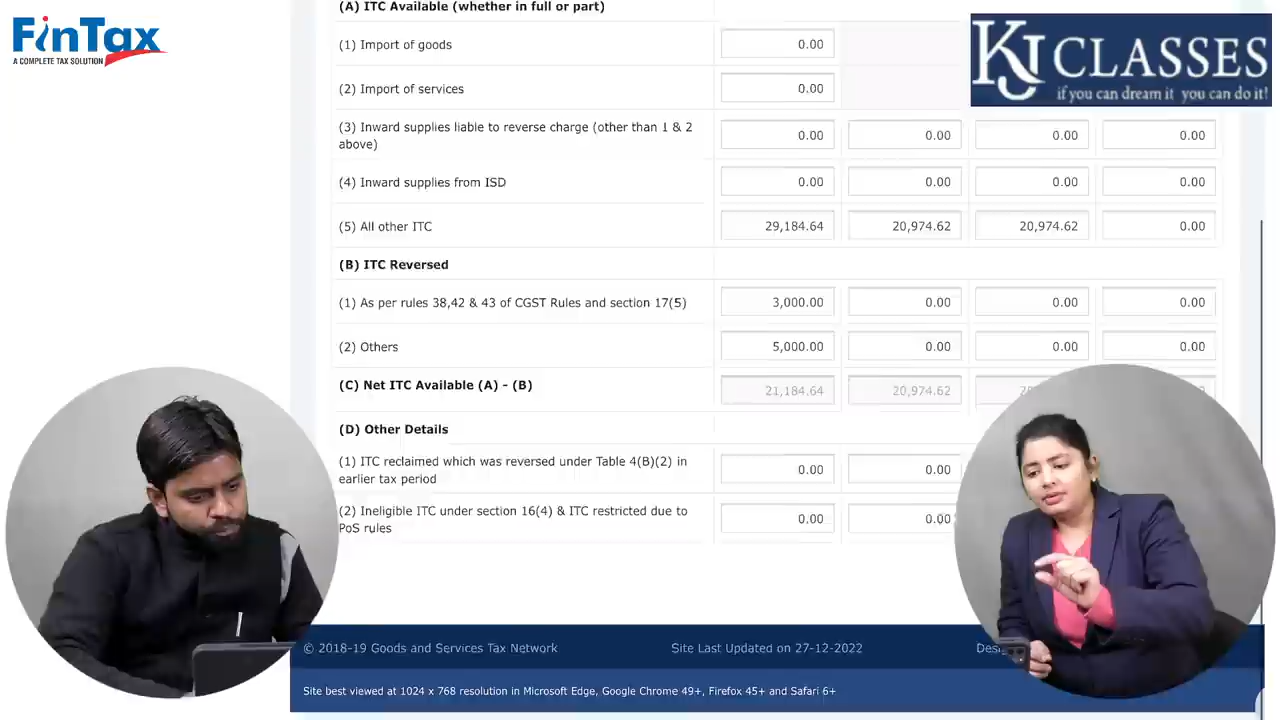 FinTax
A COMPLETE TAX SOLUTION
KJ CLASSES
if you can dream it you can do it!
(A) ITC Available (whether in full or part)
(1) Import of goods 0.00
(2) Import of services 0.00
(3) Inward supplies liable to reverse charge (other than 1 & 2
above) 0.00 0.00 0.00 0.00
(4) Inward supplies from ISD 0.00 0.00 0.00 0.00
(5) All other ITC 29,184.64 20,974.62 20,974.62 0.00
(B) ITC Reversed
(1) As per rules 38,42 & 43 of CGST Rules and section 17(5) 3,000.00 0.00 0.00 0.00
(2) Others 5,000.00 0.00 0.00 0.00
(C) Net ITC Available (A) - (B) 21,184.64 20,974.62
(D) Other Details
(1) ITC reclaimed which was reversed under Table 4(B)(2) in
earlier tax period 0.00 0.00
(2) Ineligible ITC under section 16(4) & ITC restricted due to
PoS rules 0.00 0.00
© 2018-19 Goods and Services Tax Network Site Last Updated on 27-12-2022
Site best viewed at 1024 x 768 resolution in Microsoft Edge, Google Chrome 49+, Firefox 45+ and Safari 6+